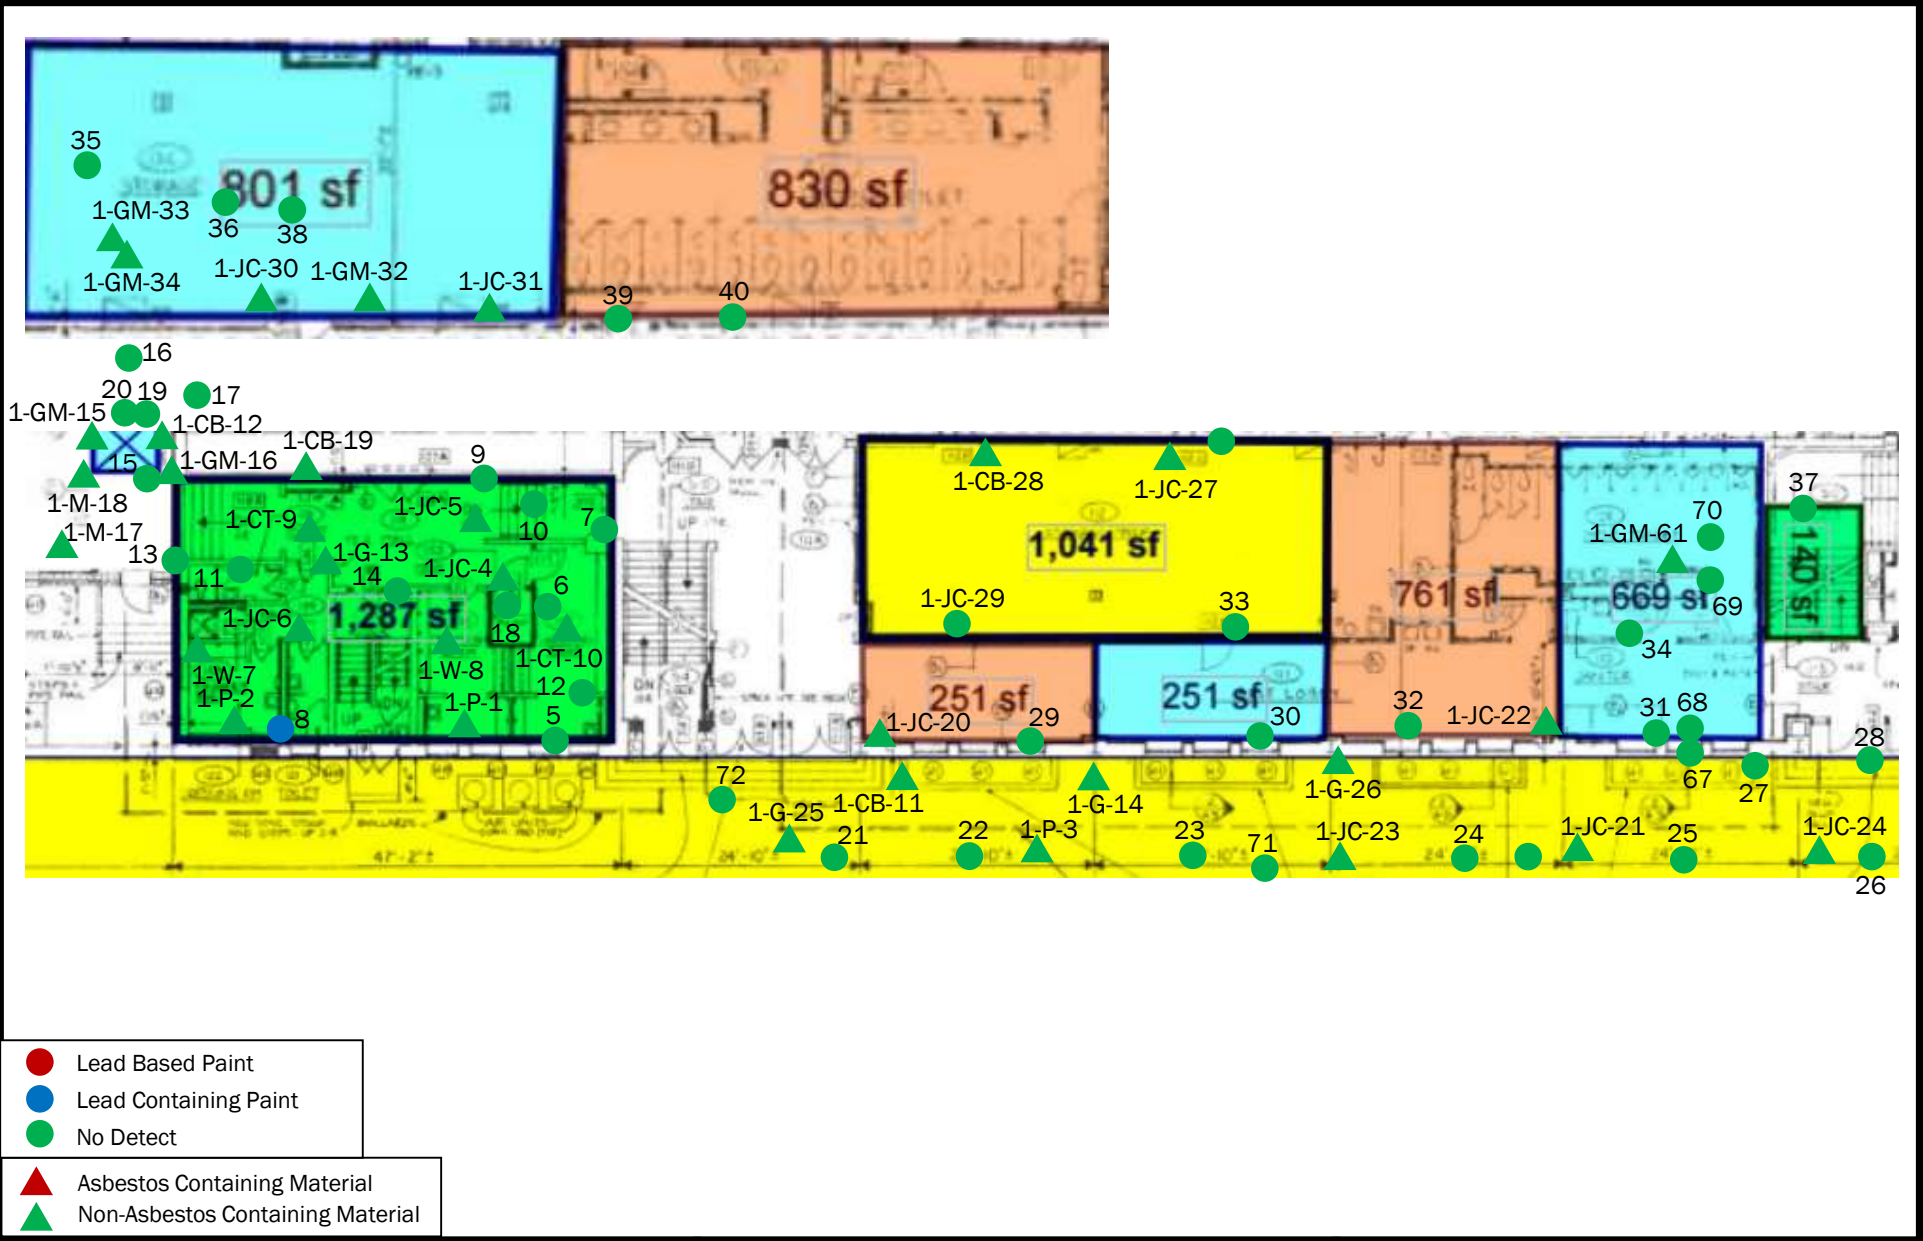 35
801 sf
830 sf
STORAGE
1-GM-33
36
38
1-GM-34
1-JC-30
1-GM-32
1-JC-31
39
40
16
20
19
17
1-GM-15
1-CB-12
1-CB-19
15
1-GM-16
9
1-CB-28
1-JC-27
1-M-18
1-CT-9
1-JC-5
10
7
37
70
1-M-17
13
1-G-13
1-GM-61
1,041 sf
140 sf
11
14
1-JC-4
6
1-JC-6
1,287 sf
18
1-JC-29
33
761 sf
669 sf
69
34
1-W-7
1-W-8
1-CT-10
1-P-2
12
1-P-1
251 sf
251 sf
8
UP
5
DN
1-JC-20
29
30
32
1-JC-22
31
68
28
67
27
72
1-G-25
1-CB-11
1-G-14
1-G-26
21
22
1-P-3
23
71
1-JC-23
24
1-JC-21
25
1-JC-24
26
47'-2"±
Lead Based Paint
Lead Containing Paint
No Detect
Asbestos Containing Material
Non-Asbestos Containing Material